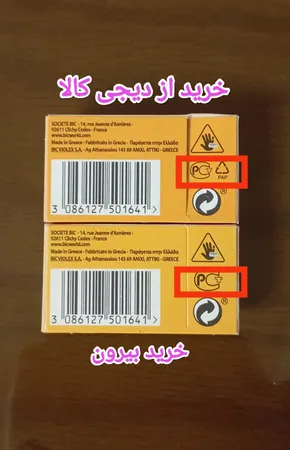 خرید از دیجی کالا
SOCIETE BIC - 14, rue Jeanne d'Asnières -
92611 Clichy Cedex - France
www.bicworld.com
Made in Greece - Fabbricato in Grecia - Παράγεται στην Ελλάδα
BIC VIOLEX S.A. - Ag Athanassiou 145 69 ANIXI, ATTIKI - GREECE
PAP
3 086127 501641 >
®
SOCIETE BIC - 14, rue Jeanne d'Asnières -
92611 Clichy Cedex - France
www.bicworld.com
Made in Greece - Fabbricato in Grecia - Παράγεται στην Ελλάδα
BIC VIOLEX S.A. - Ag Athanassiou 145 69 ANIXI, ATTIKI - GREECE
3 086127 501641 >
®
خرید بیرون